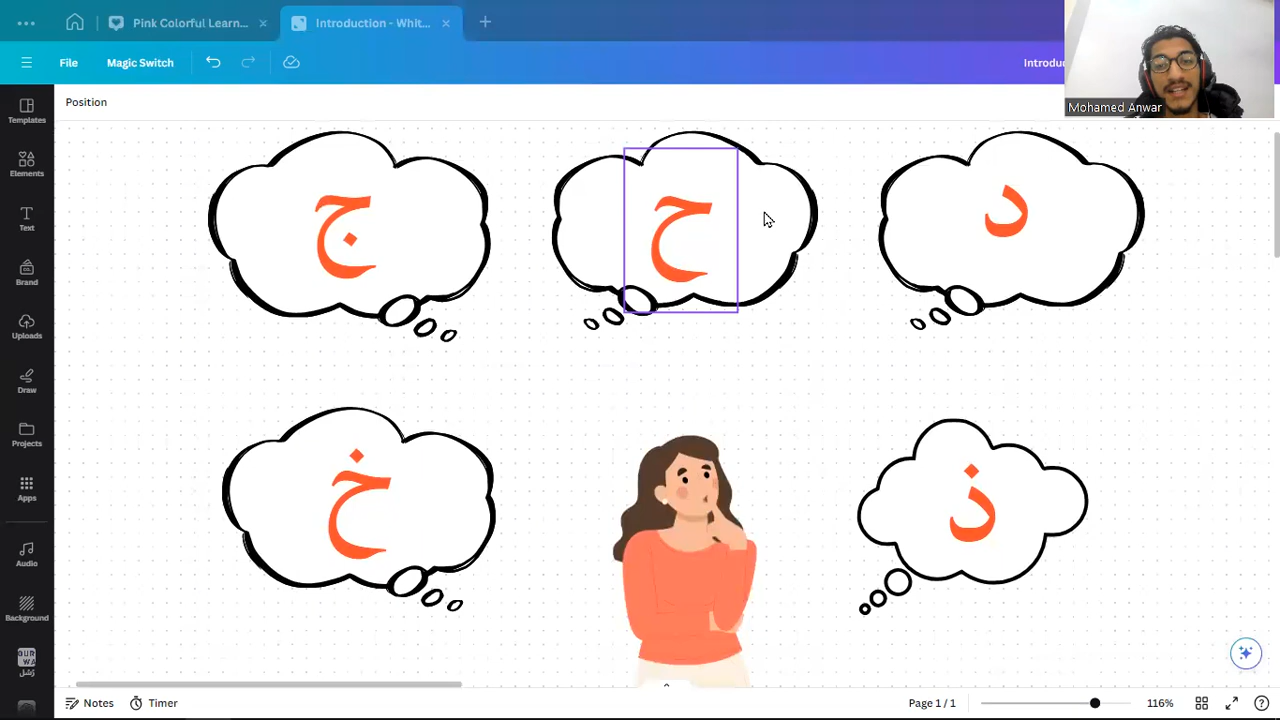 Pink Colorful Learn...
Introduction - Whit...
File
Magic Switch
Introduc
Mohamed Anwar
Position
Templates
Elements
Text
Brand
Uploads
Draw
Projects
Apps
Audio
Background
ج
ح
د
خ
ذ
Notes
Timer
Page 1 / 1
116%